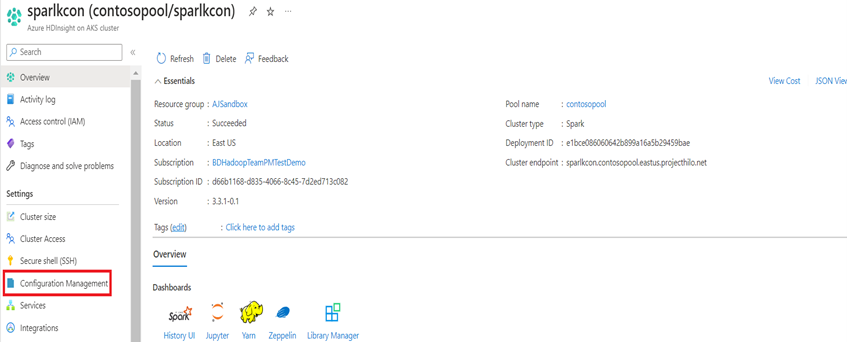 sparlkcon (contosopool/sparlkcon)
Azure HDInsight on AKS cluster
Search
Overview
Activity log
Access control (IAM)
Tags
Diagnose and solve problems
Settings
Cluster size
Cluster Access
Secure shell (SSH)
Configuration Management
Services
Integrations
Refresh Delete Feedback
Essentials View Cost JSON View
Resource group : AJSandbox
Status : Succeeded
Location : East US
Subscription : BDHadoopTeamPMTestDemo
Subscription ID : d66b1168-d835-4066-8c45-7d2ed713c082
Version : 3.3.1-0.1
Pool name : contosopool
Cluster type : Spark
Deployment ID : e1bce086060642b899a16a5b29459bae
Cluster endpoint : sparlkcon.contosopool.eastus.projecthilo.net
Tags (edit) : Click here to add tags
Overview
Dashboards
Spark
History UI Jupyter Yarn Zeppelin Library Manager